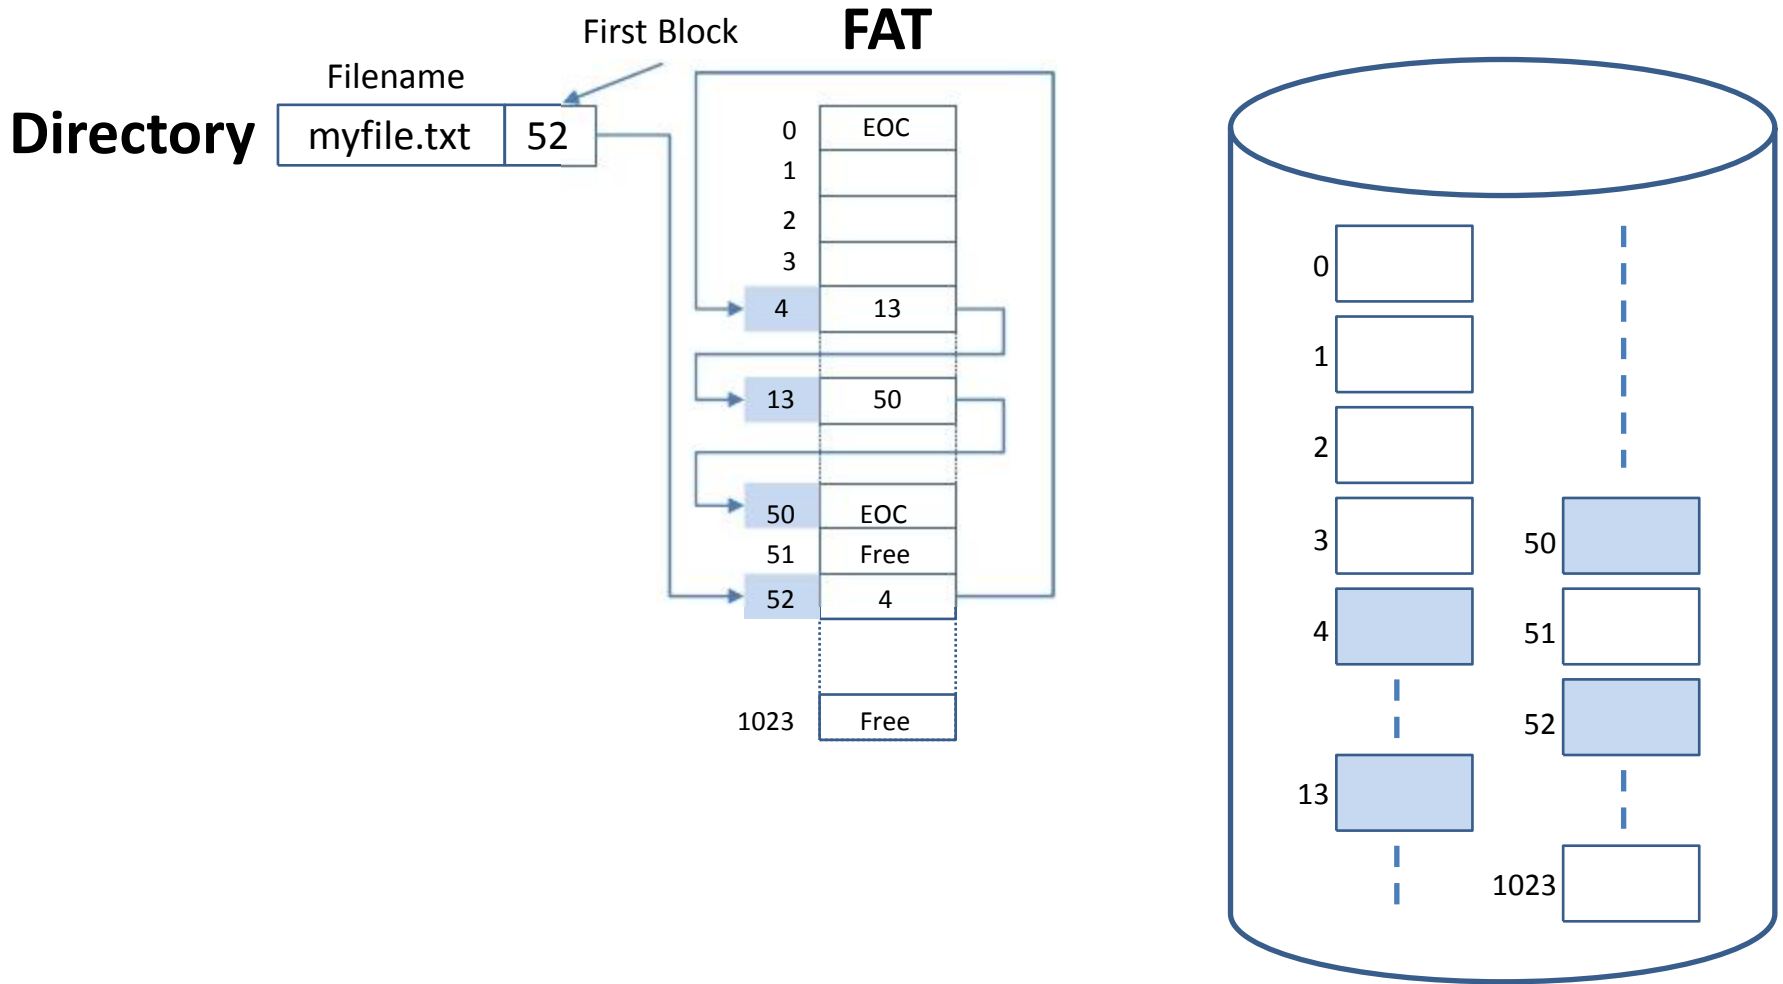 First Block
FAT
Filename
Directory
myfile.txt 52
0 EOC
1
2
3
4 13
13 50
50 EOC
51 Free
52 4
1023 Free
0
1
2
3
4
13
50
51
52
1023